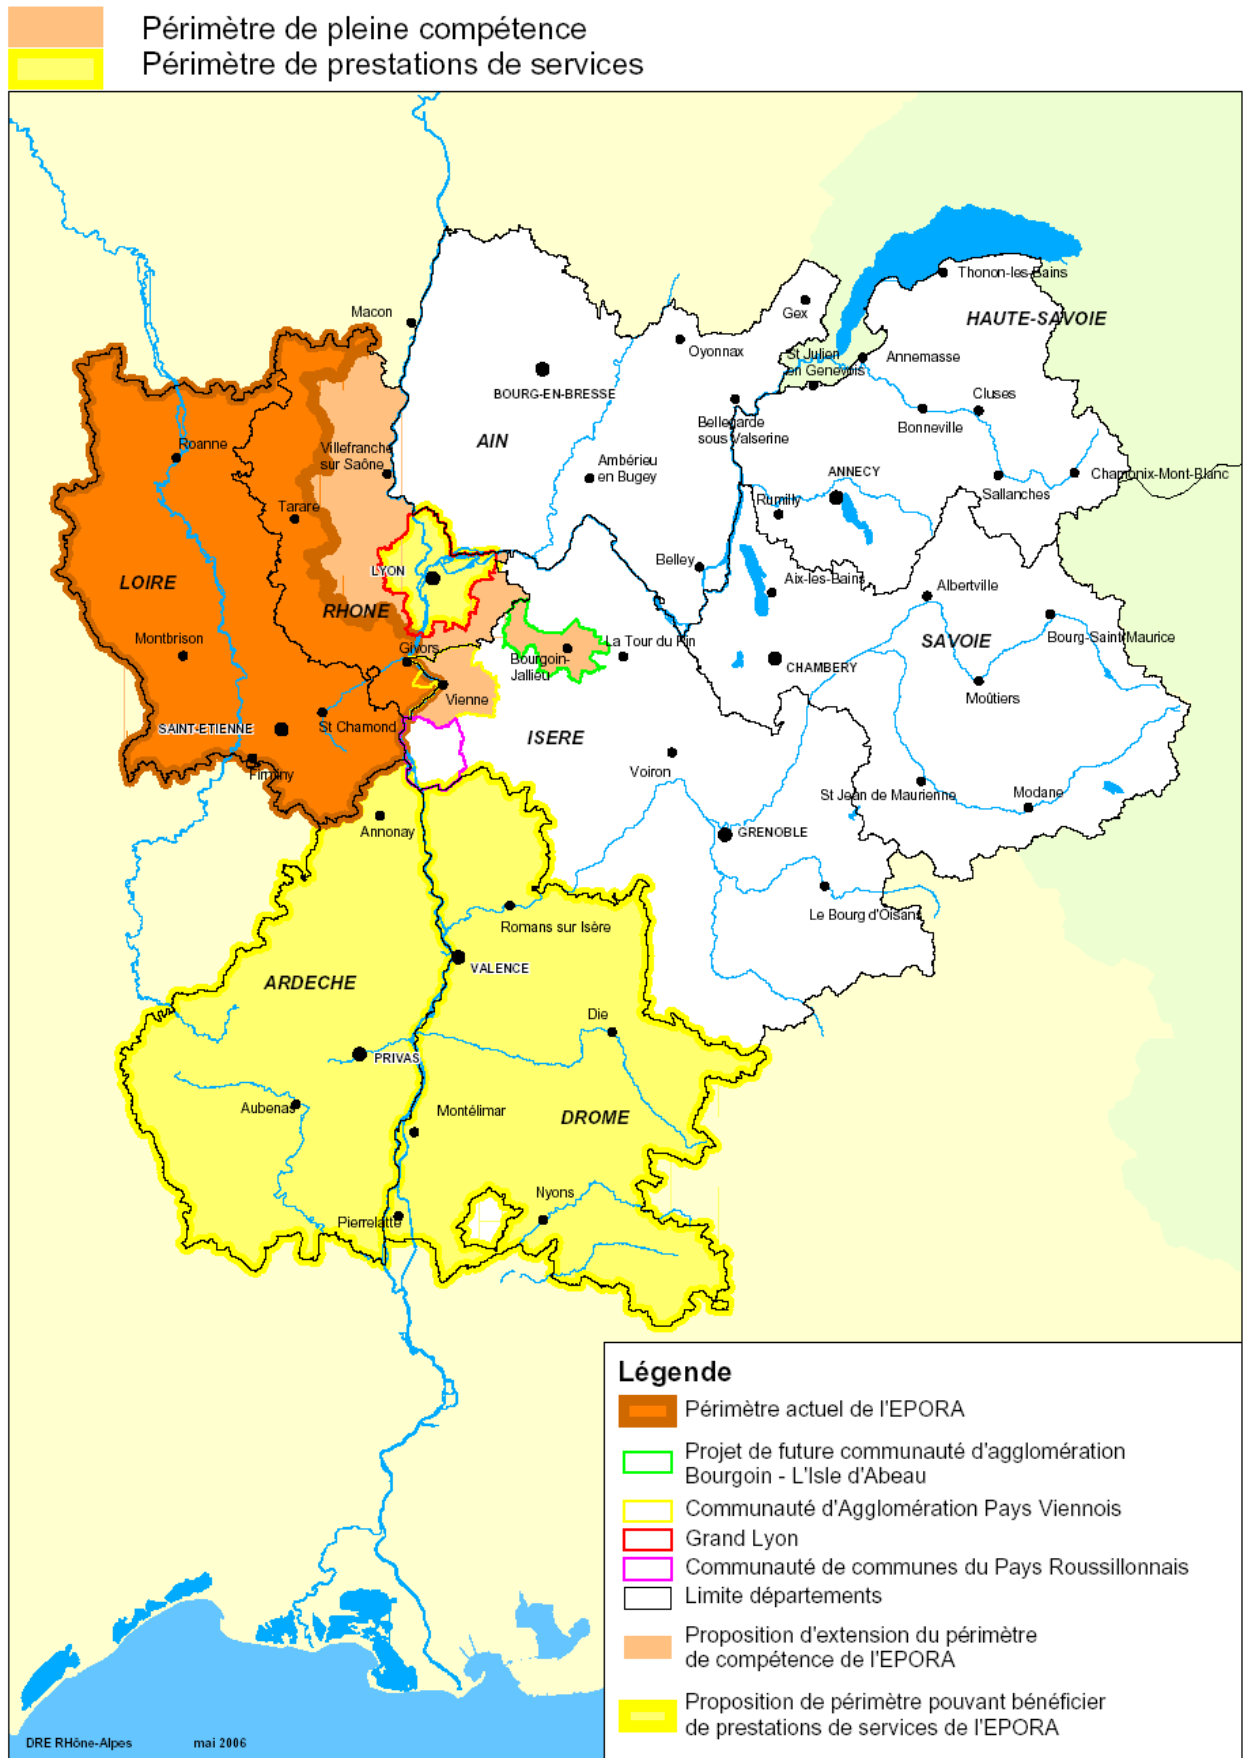 Périmètre de pleine compétence
Périmètre de prestations de services
Thonon-les-Bains
Macon
Gex
HAUTE-SAVOIE
Oyonnax
St Julien
en Genevois
Annemasse
BOURG-EN-BRESSE
Cluses
Bellegarde
sous Valserine
Bonneville
AIN
Roanne
Villefranche
sur Saône
Ambérieu
en Bugey
ANNECY
Chamonix-Mont-Blanc
Sallanches
Rumilly
Tarare
LYON
Belley
LOIRE
Aix-les-Bains
Albertville
RHONE
Montbrison
Givors
La Tour du Pin
SAVOIE
Bourg-Saint-Maurice
Bourgoin-
Jallieu
CHAMBERY
Vienne
Moûtiers
SAINT-ETIENNE
St Chamond
ISERE
Firminy
Voiron
St Jean de Maurienne
Modane
Annonay
GRENOBLE
Le Bourg d'Oisans
Romans sur Isère
VALENCE
ARDECHE
Die
PRIVAS
Aubenas
Montélimar
DROME
Nyons
Pierrelatte
Légende
Périmètre actuel de l'EPORA
Projet de future communauté d'agglomération
Bourgoin - L'Isle d'Abeau
Communauté d'Agglomération Pays Viennois
Grand Lyon
Communauté de communes du Pays Roussillonnais
Limite départements
Proposition d'extension du périmètre
de compétence de l'EPORA
Proposition de périmètre pouvant bénéficier
de prestations de services de l'EPORA
DRE RHône-Alpes mai 2006